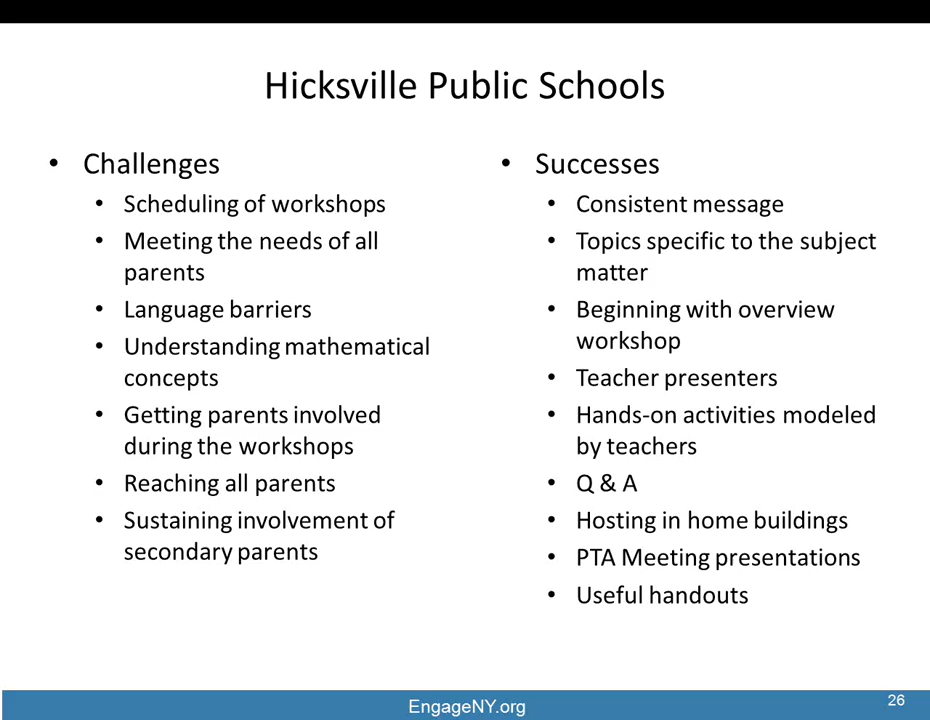 Hicksville Public Schools
• Challenges
• Scheduling of workshops
• Meeting the needs of all
parents
• Language barriers
• Understanding mathematical
concepts
• Getting parents involved
during the workshops
• Reaching all parents
• Sustaining involvement of
secondary parents
• Successes
• Consistent message
• Topics specific to the subject
matter
• Beginning with overview
workshop
• Teacher presenters
• Hands-on activities modeled
by teachers
• Q & A
• Hosting in home buildings
• PTA Meeting presentations
• Useful handouts
EngageNY.org
26